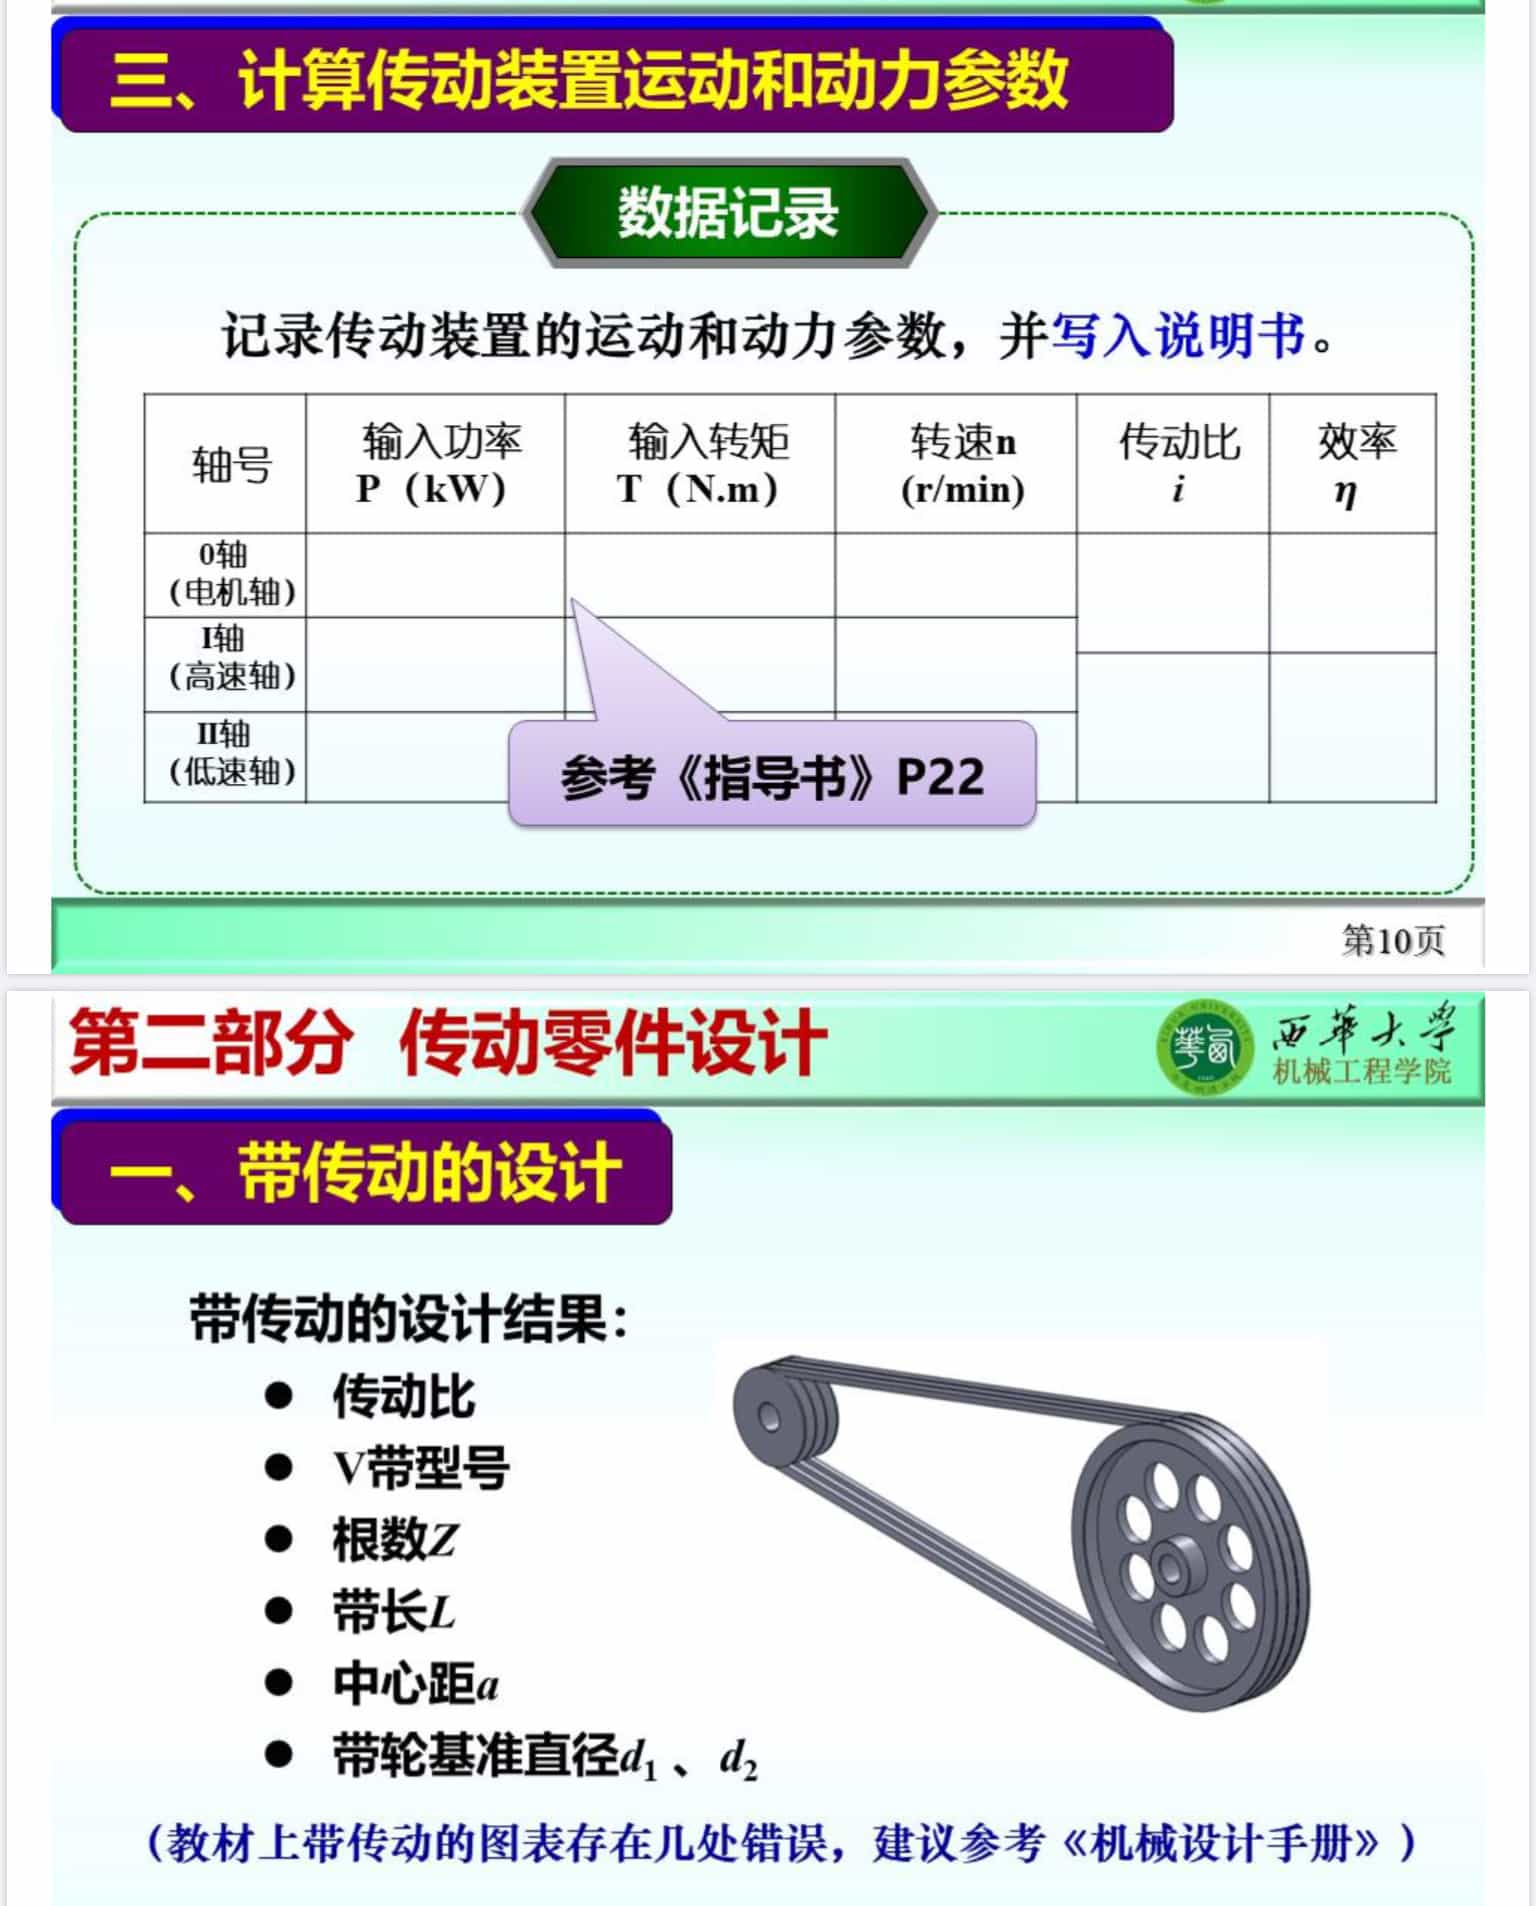 三、计算传动装置运动和动力参数
数据记录
记录传动装置的运动和动力参数，并写入说明书。
轴号
输入功率
P（kW）
输入转矩
T（N.m）
转速n
(r/min)
传动比
i
效率
η
0轴
（电机轴）
I轴
（高速轴）
II轴
（低速轴）
参考《指导书》P22
第10页
第二部分 传动零件设计
西華大学
机械工程学院
一、带传动的设计
带传动的设计结果：
● 传动比
● V带型号
● 根数Z
● 带长L
● 中心距a
● 带轮基准直径d1 、d2
（教材上带传动的图表存在几处错误，建议参考《机械设计手册》）